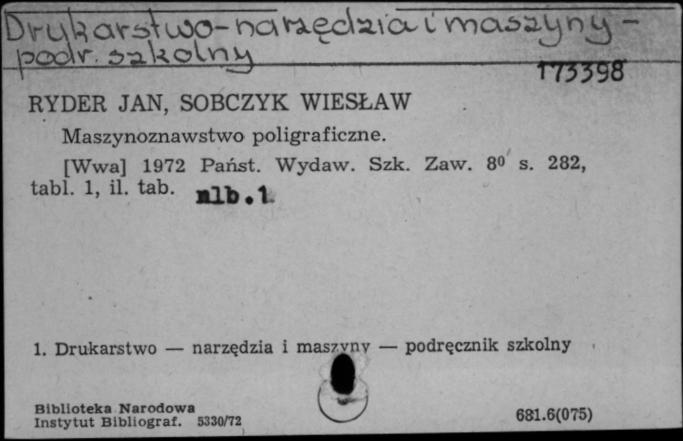 Drukarstwo-narzędzia i maszyny -
podr. szkolny
173398
RYDER JAN, SOBCZYK WIESŁAW
Maszynoznawstwo poligraficzne.
[Wwa] 1972 Państ. Wydaw. Szk. Zaw. 8⁰ s. 282,
tabl. 1, il. tab. nlb.1.
1. Drukarstwo — narzędzia i maszyny — podręcznik szkolny
Biblioteka Narodowa
Instytut Bibliograf. 5330/72
681.6(075)